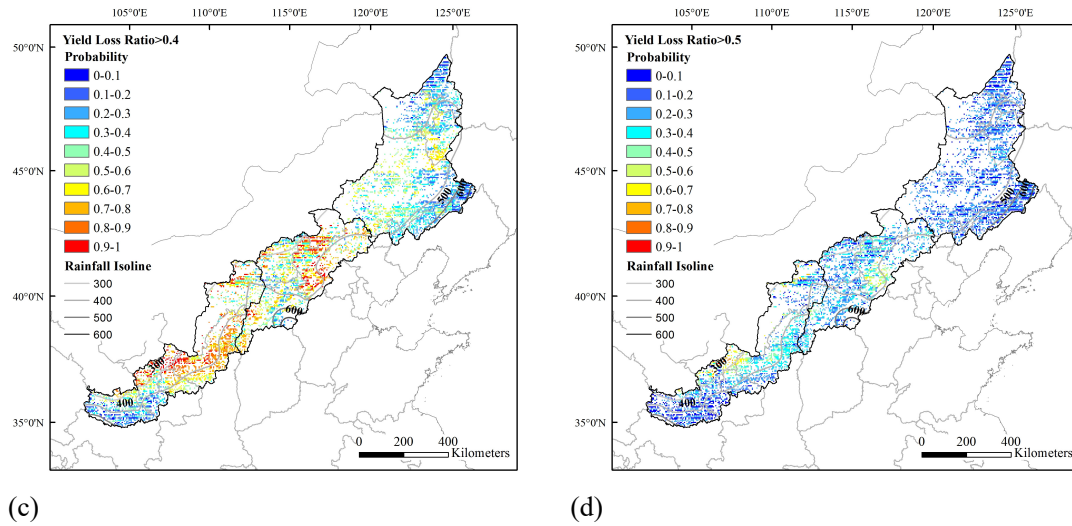 105°0'E 110°0'E 115°0'E 120°0'E 125°0'E
50°0'N
45°0'N
40°0'N
35°0'N
Yield Loss Ratio>0.4
Probability
0-0.1
0.1-0.2
0.2-0.3
0.3-0.4
0.4-0.5
0.5-0.6
0.6-0.7
0.7-0.8
0.8-0.9
0.9-1
Rainfall Isoline
300
400
500
600
500
600
600
300
400
0 200 400
Kilometers
(c)
105°0'E 110°0'E 115°0'E 120°0'E 125°0'E
50°0'N
45°0'N
40°0'N
35°0'N
Yield Loss Ratio>0.5
Probability
0-0.1
0.1-0.2
0.2-0.3
0.3-0.4
0.4-0.5
0.5-0.6
0.6-0.7
0.7-0.8
0.8-0.9
0.9-1
Rainfall Isoline
300
400
500
600
500
600
600
300
400
0 200 400
Kilometers
(d)